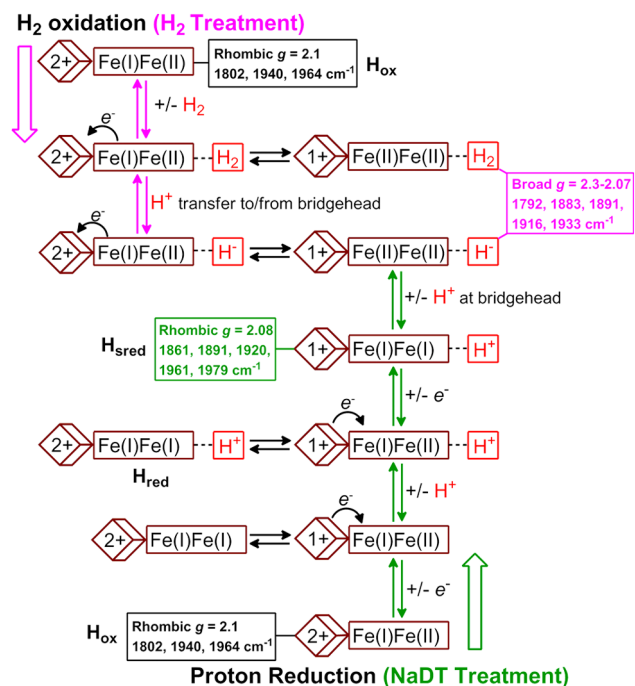 H2 oxidation (H2 Treatment)
2+ Fe(I)Fe(II)
Rhombic g = 2.1
1802, 1940, 1964 cm-1
Hox
+/- H2
e-
2+ Fe(I)Fe(II) H2
1+ Fe(II)Fe(II) H2
H+ transfer to/from bridgehead
Broad g = 2.3-2.07
1792, 1883, 1891,
1916, 1933 cm-1
e-
2+ Fe(I)Fe(II) H-
1+ Fe(II)Fe(II) H-
+/- H+ at bridgehead
Hsred
Rhombic g = 2.08
1861, 1891, 1920,
1961, 1979 cm-1
1+ Fe(I)Fe(I) H+
+/- e-
e-
2+ Fe(I)Fe(I) H+
1+ Fe(I)Fe(II) H+
Hred
+/- H+
e-
2+ Fe(I)Fe(I)
1+ Fe(I)Fe(II)
+/- e-
Hox
Rhombic g = 2.1
1802, 1940, 1964 cm-1
2+ Fe(I)Fe(II)
Proton Reduction (NaDT Treatment)